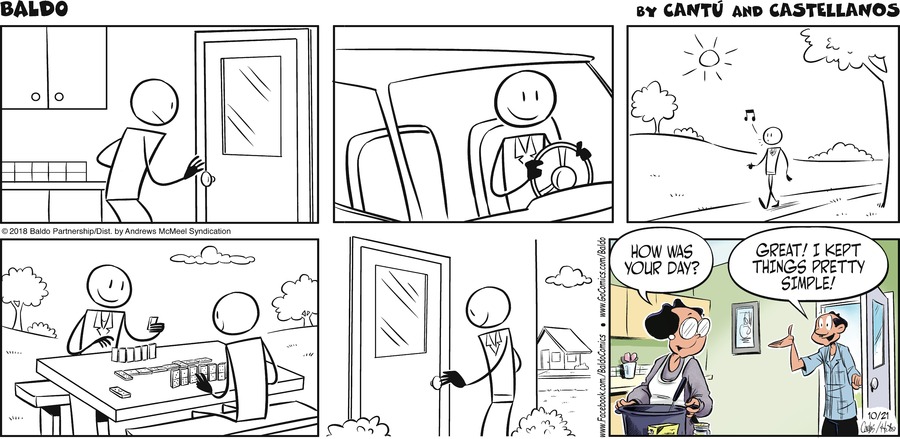 BALDO
BY CANTÚ AND CASTELLANOS
© 2018 Baldo Partnership/Dist. by Andrews McMeel Syndication
www.Facebook.com/BaldoComics • www.GoComics.com/Baldo
HOW WAS
YOUR DAY?
GREAT! I KEPT
THINGS PRETTY
SIMPLE!
10/21